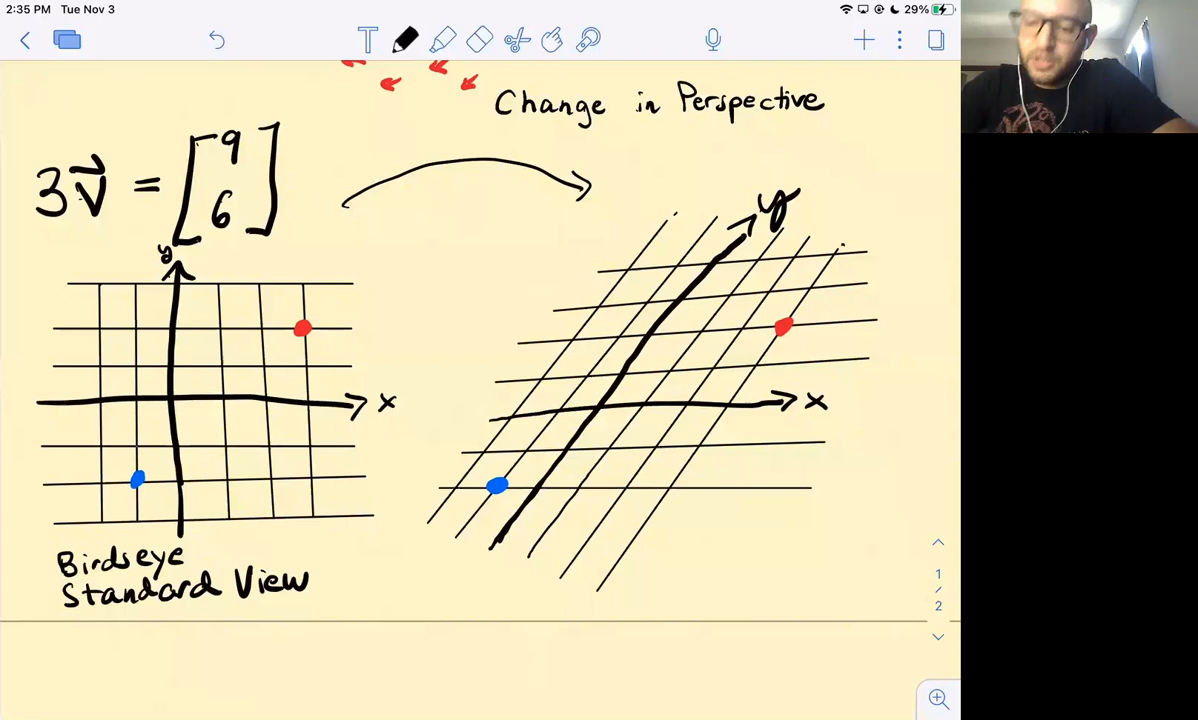 2:35 PM Tue Nov 3 29%
Change in Perspective
3v⃗ = [9
6]
y
y
x
x
Birdseye
Standard View
1
/
2